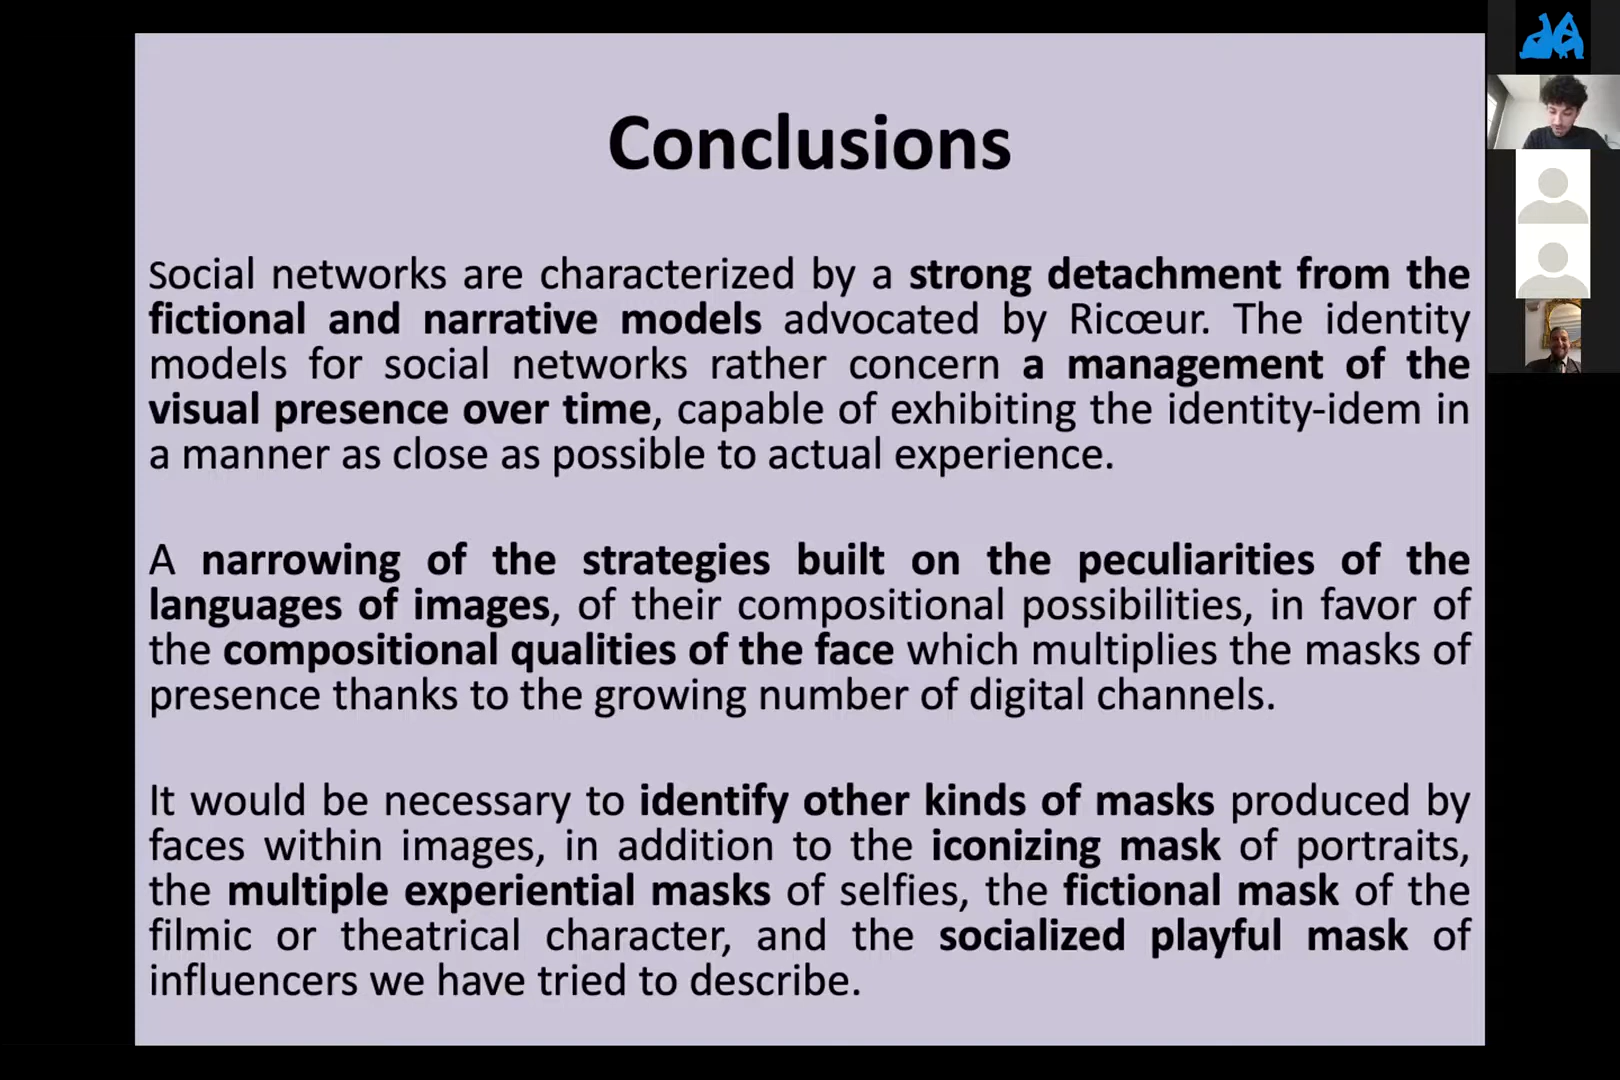 Conclusions
Social networks are characterized by a strong detachment from the
fictional and narrative models advocated by Ricœur. The identity
models for social networks rather concern a management of the
visual presence over time, capable of exhibiting the identity-idem in
a manner as close as possible to actual experience.
A narrowing of the strategies built on the peculiarities of the
languages of images, of their compositional possibilities, in favor of
the compositional qualities of the face which multiplies the masks of
presence thanks to the growing number of digital channels.
It would be necessary to identify other kinds of masks produced by
faces within images, in addition to the iconizing mask of portraits,
the multiple experiential masks of selfies, the fictional mask of the
filmic or theatrical character, and the socialized playful mask of
influencers we have tried to describe.